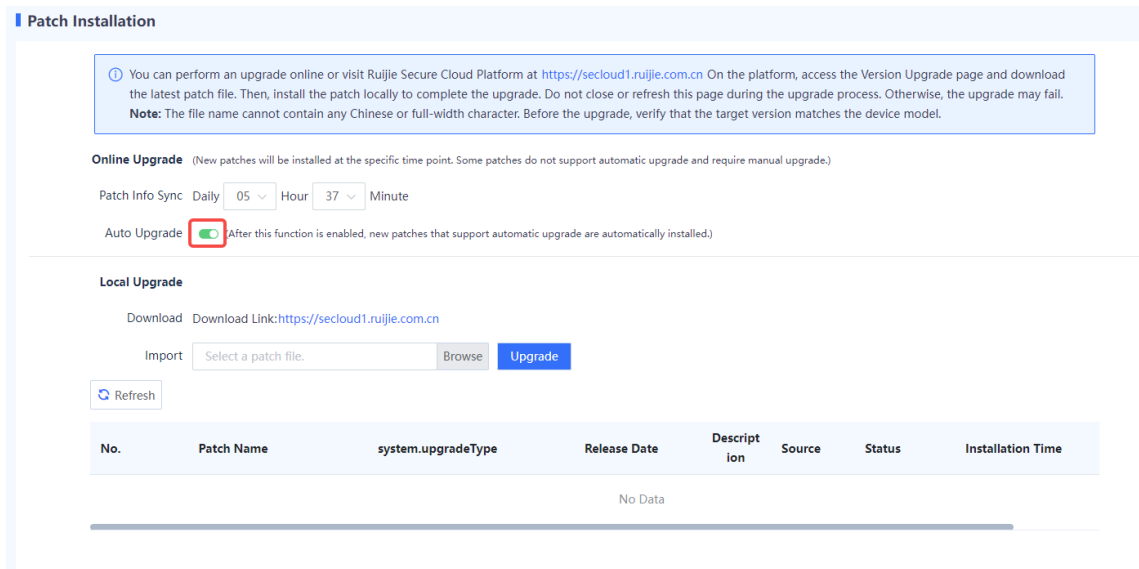 Patch Installation
You can perform an upgrade online or visit Ruijie Secure Cloud Platform at https://secloud1.ruijie.com.cn On the platform, access the Version Upgrade page and download
the latest patch file. Then, install the patch locally to complete the upgrade. Do not close or refresh this page during the upgrade process. Otherwise, the upgrade may fail.
Note: The file name cannot contain any Chinese or full-width character. Before the upgrade, verify that the target version matches the device model.
Online Upgrade (New patches will be installed at the specific time point. Some patches do not support automatic upgrade and require manual upgrade.)
Patch Info Sync Daily 05 Hour 37 Minute
Auto Upgrade (After this function is enabled, new patches that support automatic upgrade are automatically installed.)
Local Upgrade
Download Download Link:https://secloud1.ruijie.com.cn
Import Select a patch file. Browse Upgrade
Refresh
No. Patch Name system.upgradeType Release Date Descript
ion Source Status Installation Time
No Data